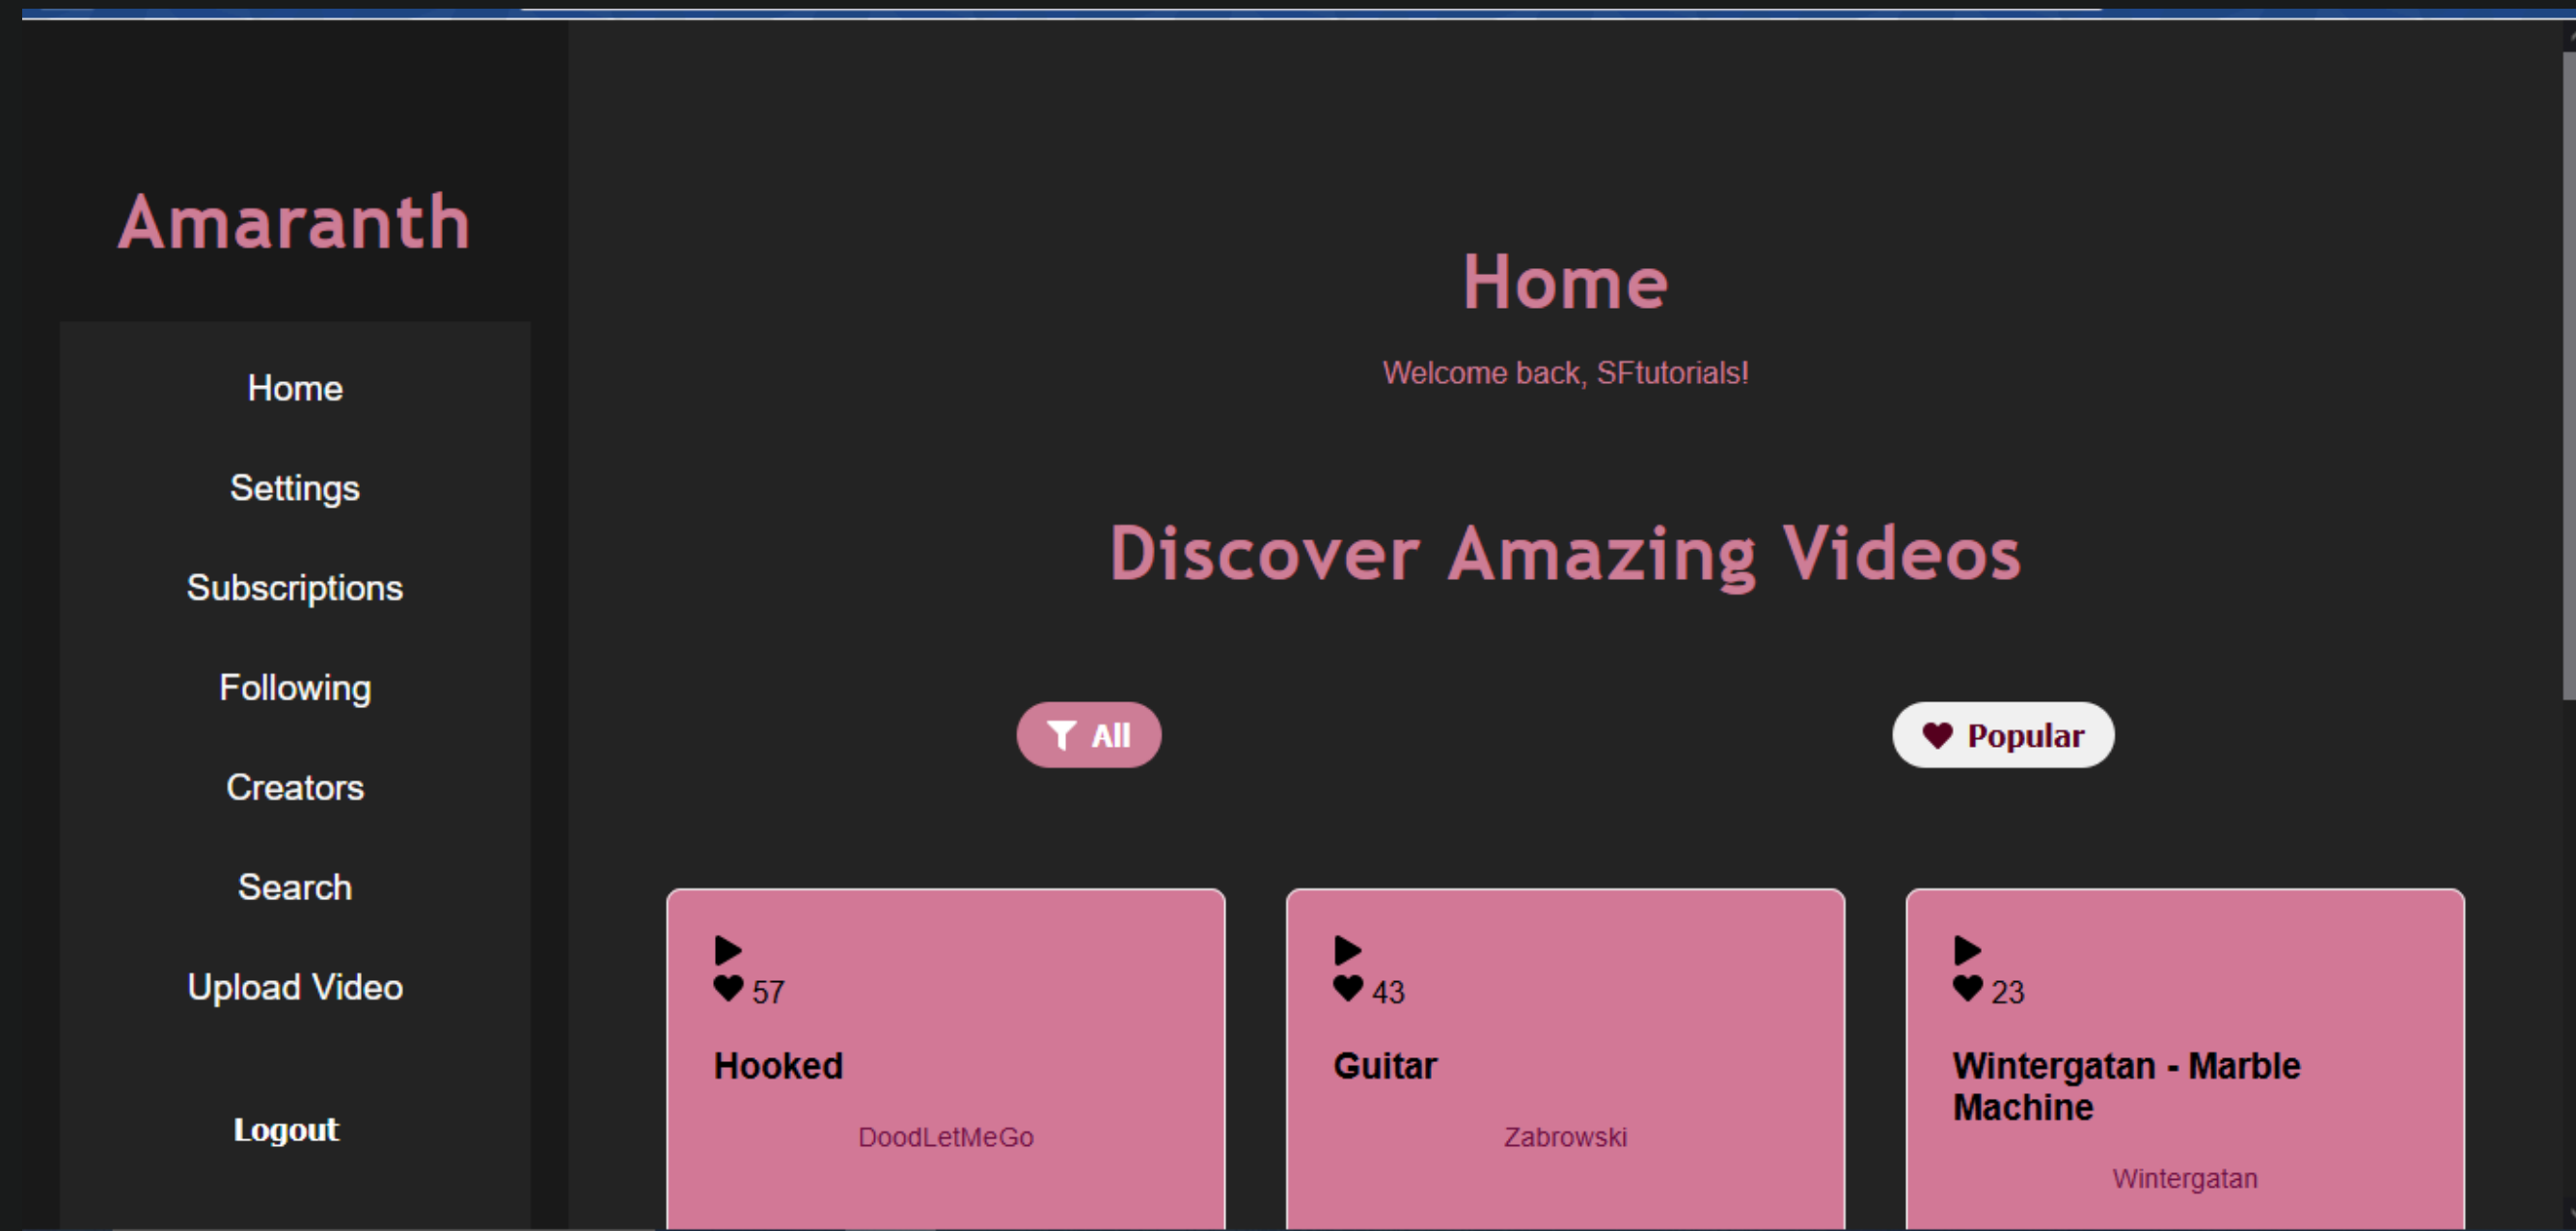 Amaranth
Home
Settings
Subscriptions
Following
Creators
Search
Upload Video
Logout
Home
Welcome back, SFtutorials!
Discover Amazing Videos
All
Popular
57
Hooked
DoodLetMeGo
43
Guitar
Zabrowski
23
Wintergatan - Marble
Machine
Wintergatan